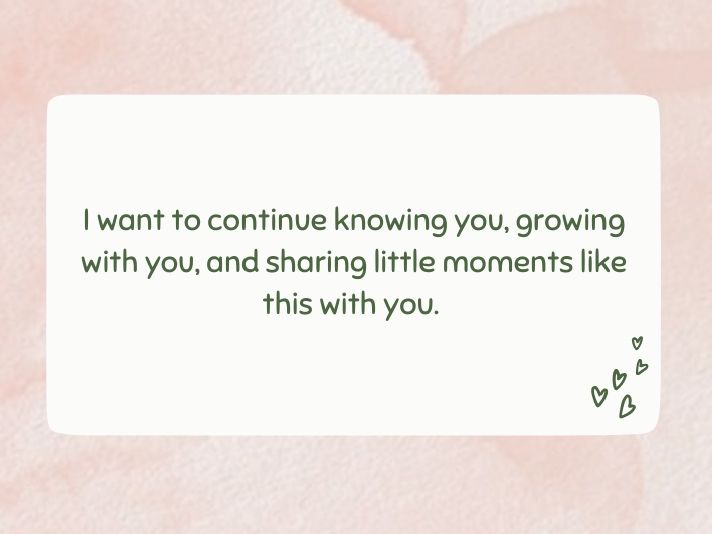 I want to continue knowing you, growing
with you, and sharing little moments like
this with you.